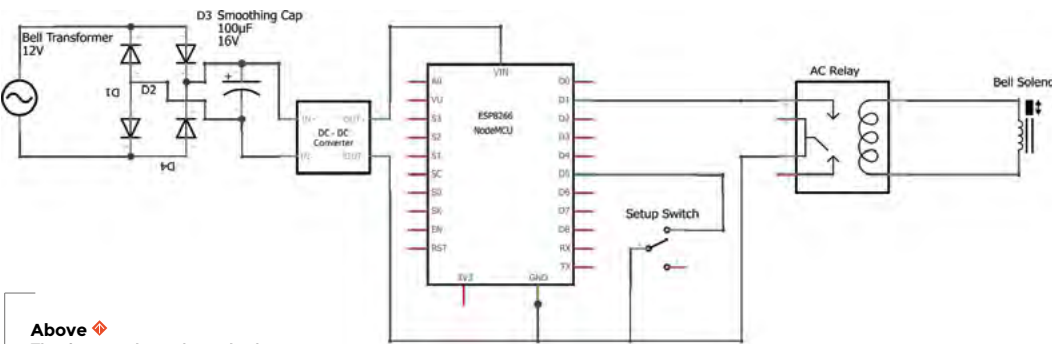 D3 Smoothing Cap
100µF
16V
Bell Transformer
12V
D1
D2
D4
+
IN+
OUT+
DC - DC
Converter
IN-
OUT-
VIN
ESP8266
NodeMCU
A0
VU
S3
S2
S1
SC
S0
SK
EN
RST
3V3
GND
D0
D1
D2
D3
D4
D5
D6
D7
D8
RX
TX
Setup Switch
AC Relay
Bell Solenc
Above